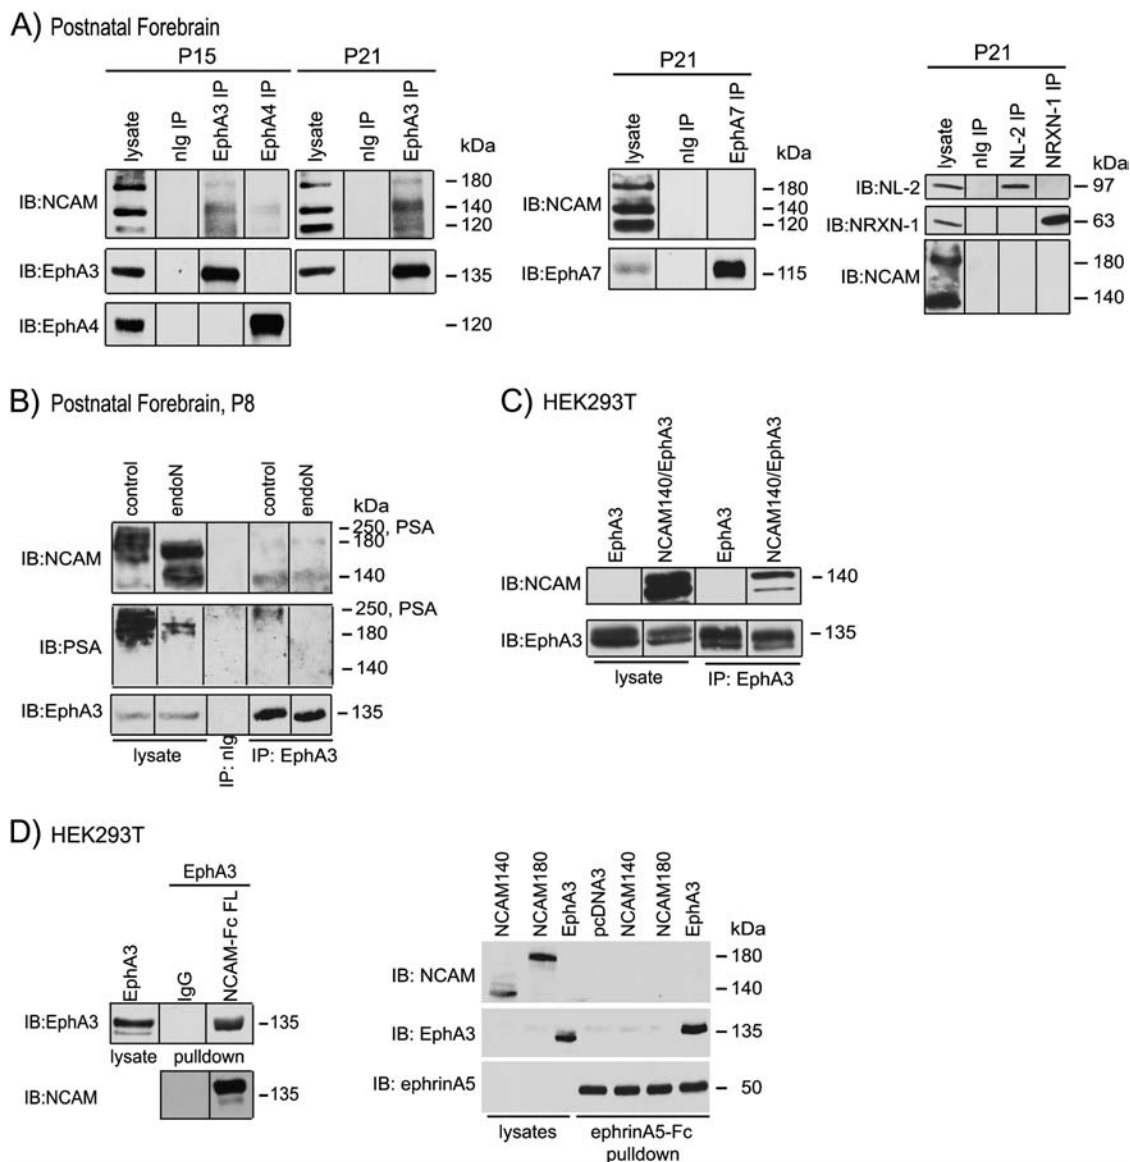 A) Postnatal Forebrain
P15
P21
lysate
nIg IP
EphA3 IP
EphA4 IP
lysate
nIg IP
EphA3 IP
kDa
IB:NCAM
180
140
120
IB:EphA3
135
IB:EphA4
120
P21
lysate
nIg IP
EphA7 IP
kDa
IB:NCAM
180
140
120
IB:EphA7
115
P21
lysate
nIg IP
NL-2 IP
NRXN-1 IP
kDa
IB:NL-2
97
IB:NRXN-1
63
IB:NCAM
180
140
B) Postnatal Forebrain, P8
control
endoN
control
endoN
kDa
IB:NCAM
250, PSA
180
140
IB:PSA
250, PSA
180
140
IB:EphA3
135
lysate
IP: nIg
IP: EphA3
C) HEK293T
EphA3
NCAM140/EphA3
EphA3
NCAM140/EphA3
IB:NCAM
140
IB:EphA3
135
lysate
IP: EphA3
D) HEK293T
EphA3
EphA3
IgG
NCAM-Fc FL
IB:EphA3
-135
lysate
pulldown
IB:NCAM
-135
NCAM140
NCAM180
EphA3
pcDNA3
NCAM140
NCAM180
EphA3
kDa
IB: NCAM
180
140
IB: EphA3
135
IB: ephrinA5
50
lysates
ephrinA5-Fc
pulldown